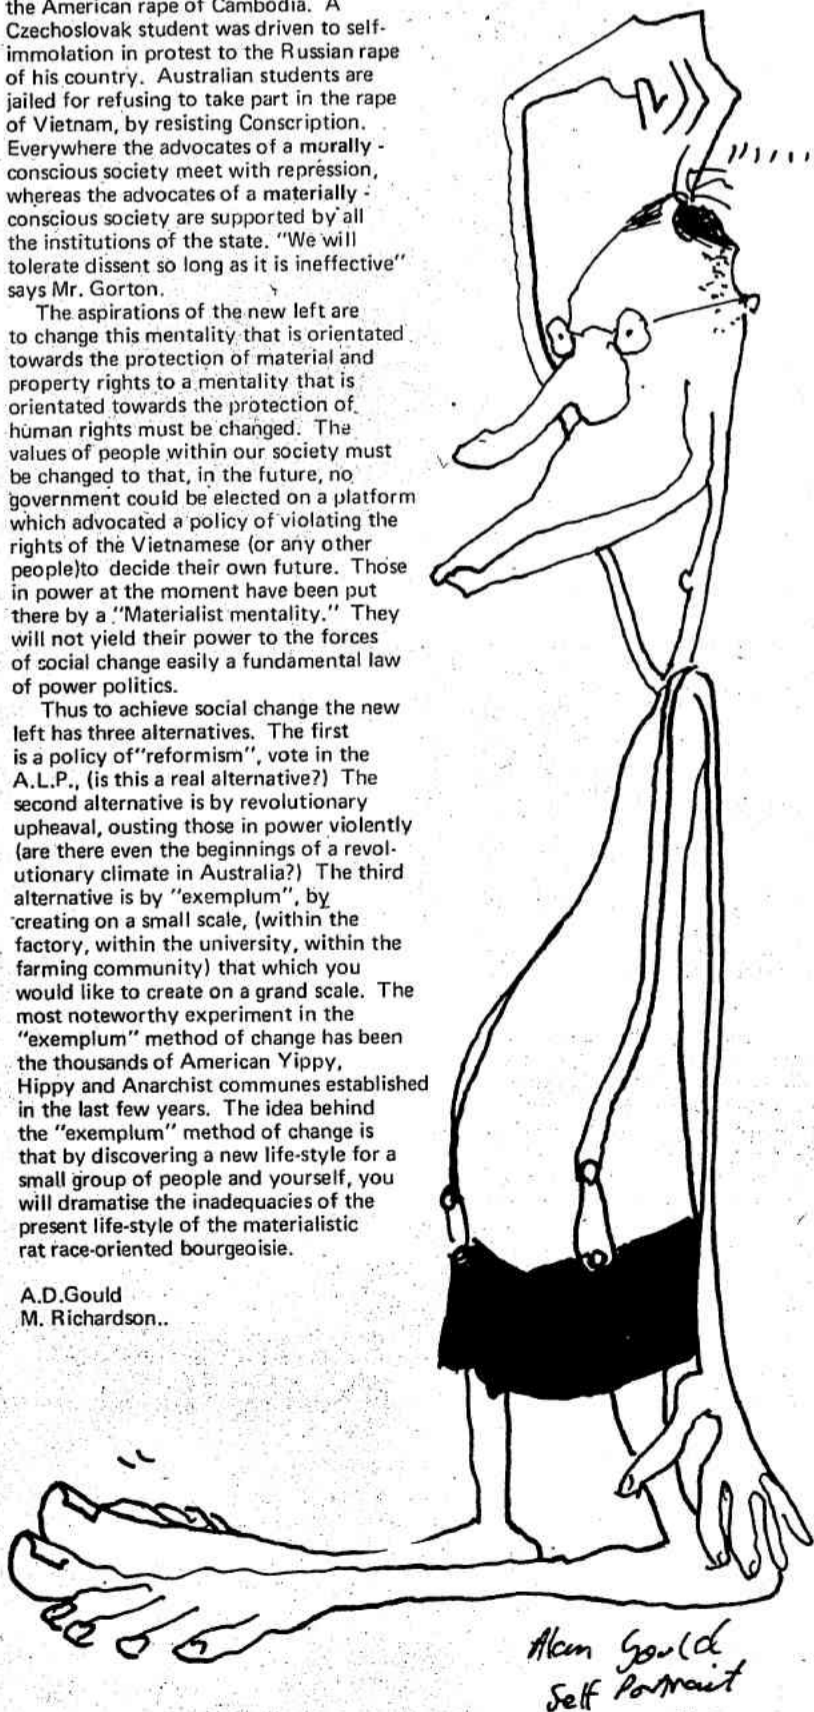 the American rape of Cambodia. A
Czechoslovak student was driven to self-
immolation in protest to the Russian rape
of his country. Australian students are
jailed for refusing to take part in the rape
of Vietnam, by resisting Conscription.
Everywhere the advocates of a morally -
conscious society meet with repression,
whereas the advocates of a materially -
conscious society are supported by all
the institutions of the state. "We will
tolerate dissent so long as it is ineffective"
says Mr. Gorton.
The aspirations of the new left are
to change this mentality that is orientated
towards the protection of material and
property rights to a mentality that is
orientated towards the protection of
human rights must be changed. The
values of people within our society must
be changed to that, in the future, no
government could be elected on a platform
which advocated a policy of violating the
rights of the Vietnamese (or any other
people)to decide their own future. Those
in power at the moment have been put
there by a "Materialist mentality." They
will not yield their power to the forces
of social change easily a fundamental law
of power politics.
Thus to achieve social change the new
left has three alternatives. The first
is a policy of "reformism", vote in the
A.L.P., (is this a real alternative?) The
second alternative is by revolutionary
upheaval, ousting those in power violently
(are there even the beginnings of a revol-
utionary climate in Australia?) The third
alternative is by "exemplum", by
creating on a small scale, (within the
factory, within the university, within the
farming community) that which you
would like to create on a grand scale. The
most noteworthy experiment in the
"exemplum" method of change has been
the thousands of American Yippy,
Hippy and Anarchist communes established
in the last few years. The idea behind
the "exemplum" method of change is
that by discovering a new life-style for a
small group of people and yourself, you
will dramatise the inadequacies of the
present life-style of the materialistic
rat race-oriented bourgeoisie.
A.D.Gould
M. Richardson..
Alan Gould
Self Portrait